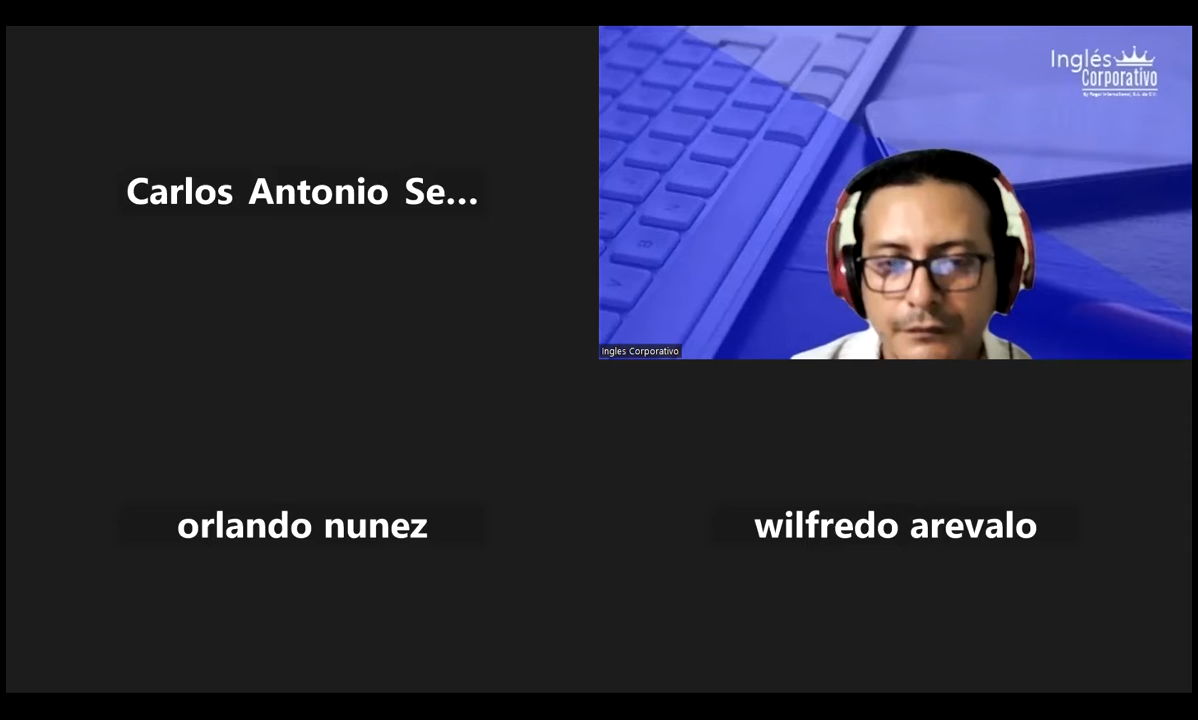 Carlos Antonio Se...
Inglés
Corporativo
Ingles Corporativo
orlando nunez
wilfredo arevalo